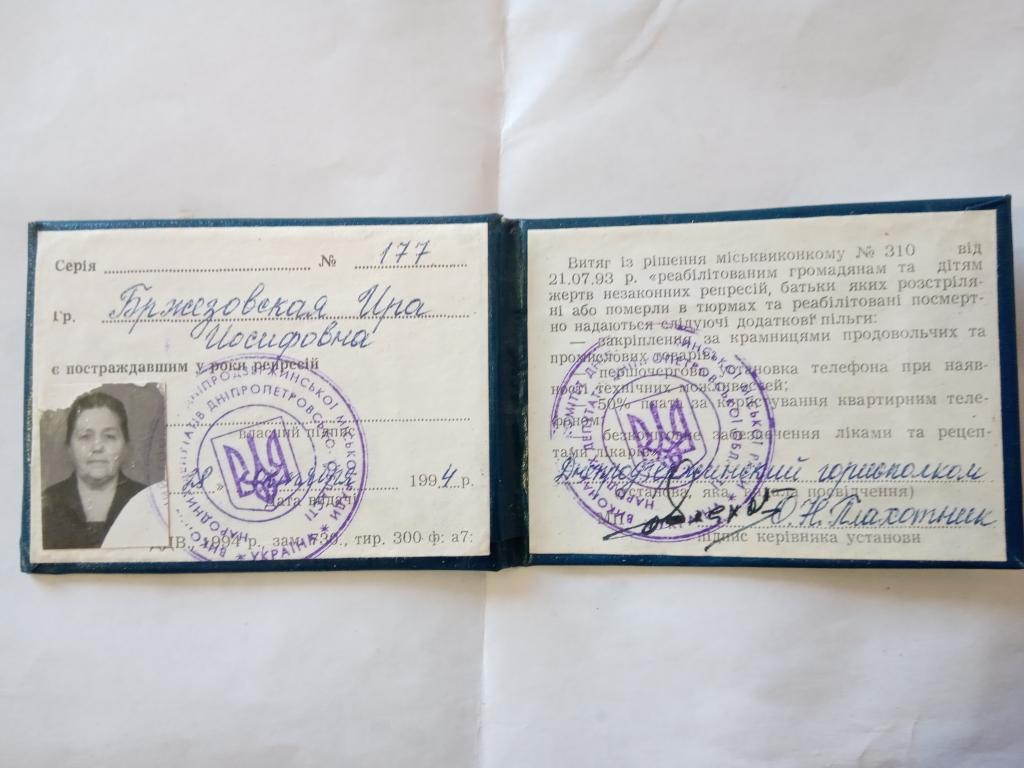 Серія № 177
Гр. Бржезовская Ира
Иосифовна
є постраждавшим у роки репресій
власний підпис
28 » 1994 р.
Дата видачі
1994 р., зам. тир. 300 ф: а7:
Витяг із рішення міськвиконкому № 310 від
21.07.93 р. «реабілітованим громадянам та дітям
жертв незаконних репресій, батьки яких розстріля-
ні або померли в тюрмах та реабілітовані посмерт-
но надаються слідуючі додаткові пільги:
— закріплення за крамницями продовольчих та
промислових товарів;
першочергова установка телефона при наяв-
ності технічних можливостей;
50% плата за користування квартирним теле-
фоном;
безкоштовне забезпечення ліками та рецеп-
тами лікарів».
Днепродзержинский горисполком
(установа, яка видала посвідчення)
МП О.Н. Плахотник
підпис керівника установи